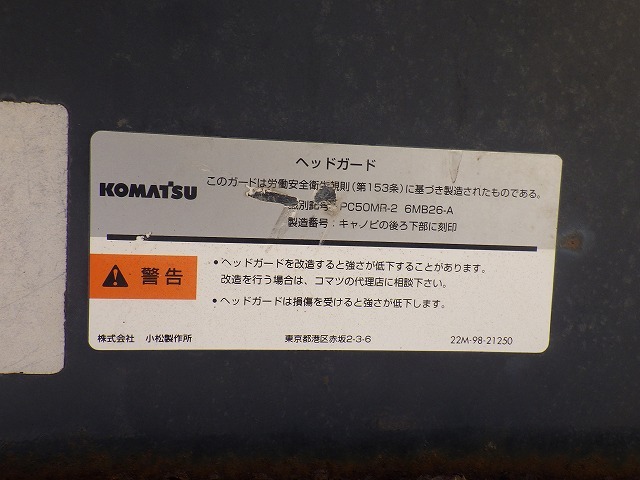 ヘッドガード
このガードは労働安全衛生規則(第153条)に基づき製造されたものである。
KOMATSU
識別記号 PC50MR-2 6MB26-A
製造番号: キャノピの後ろ下部に刻印
警告
•ヘッドガードを改造すると強さが低下することがあります。
改造を行う場合は、コマツの代理店に相談下さい。
•ヘッドガードは損傷を受けると強さが低下します。
株式会社 小松製作所 東京都港区赤坂2-3-6 22M-98-21250